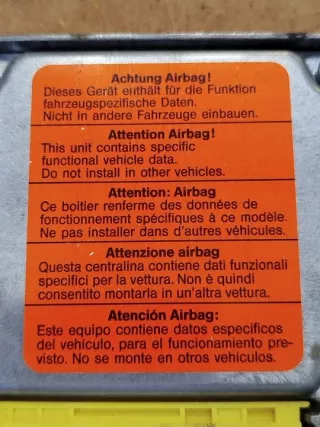 Achtung Airbag!
Dieses Gerät enthält für die Funktion
fahrzeugspezifische Daten.
Nicht in andere Fahrzeuge einbauen.
Attention Airbag!
This unit contains specific
functional vehicle data.
Do not install in other vehicles.
Attention: Airbag
Ce boitier renferme des données de
fonctionnement spécifiques à ce modèle.
Ne pas installer dans d'autres véhicules.
Attenzione airbag
Questa centralina contiene dati funzionali
specifici per la vettura. Non è quindi
consentito montarla in un'altra vettura.
Atención Airbag:
Este equipo contiene datos especificos
del vehículo, para el funcionamiento pre-
visto. No se monte en otros vehiculos.